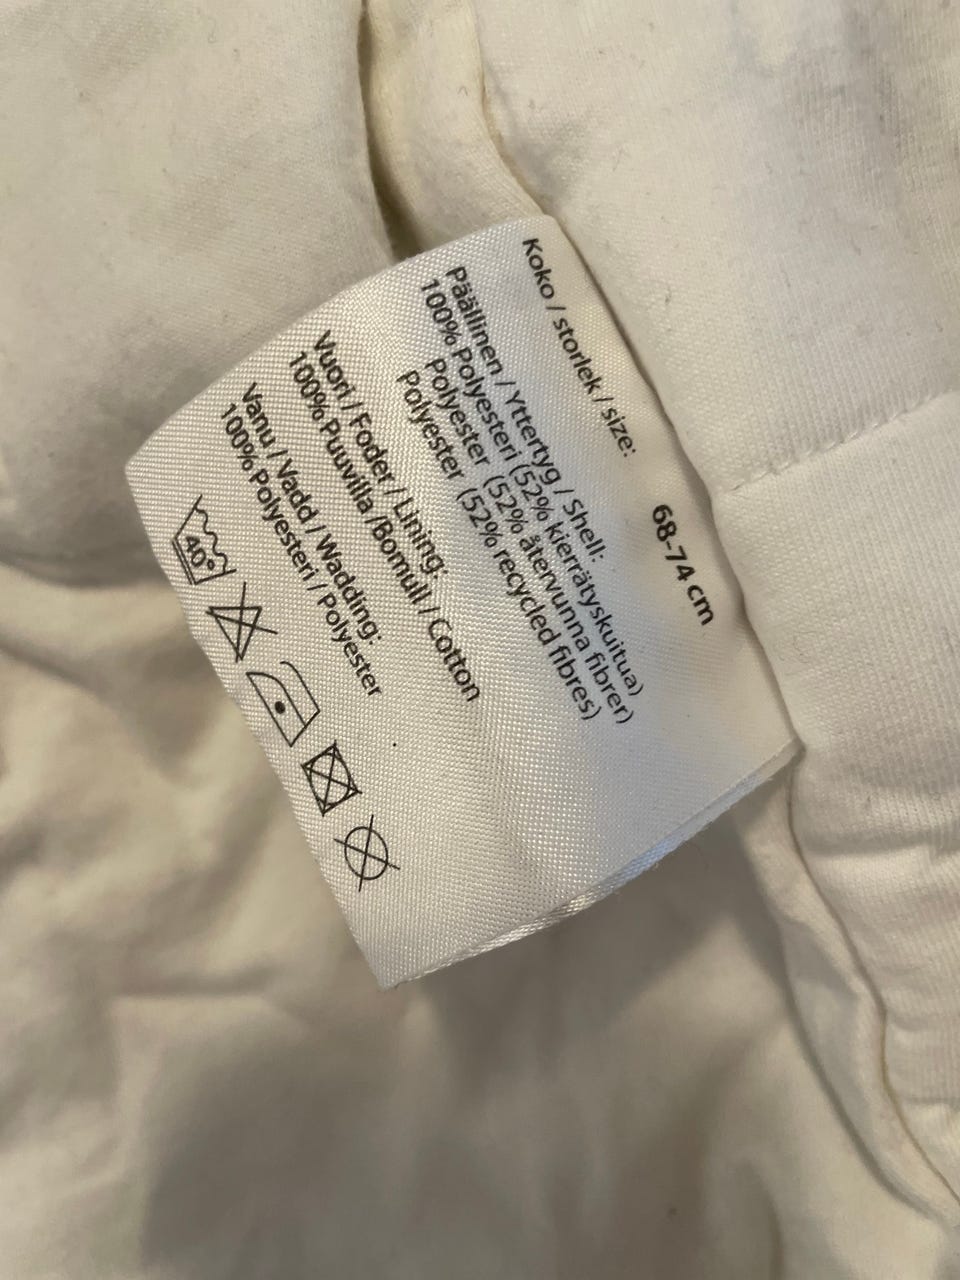 Koko / storlek / size:
68-74 cm
Päällinen / Yttertyg / Shell:
100% Polyesteri (52% kierrätyskuitua)
Polyester (52% återvunna fibrer)
Polyester (52% recycled fibres)
Vuori / Foder / Lining:
100% Puuvilla /Bomull / Cotton
Vanu / Vadd / Wadding:
100% Polyesteri / Polyester
40°